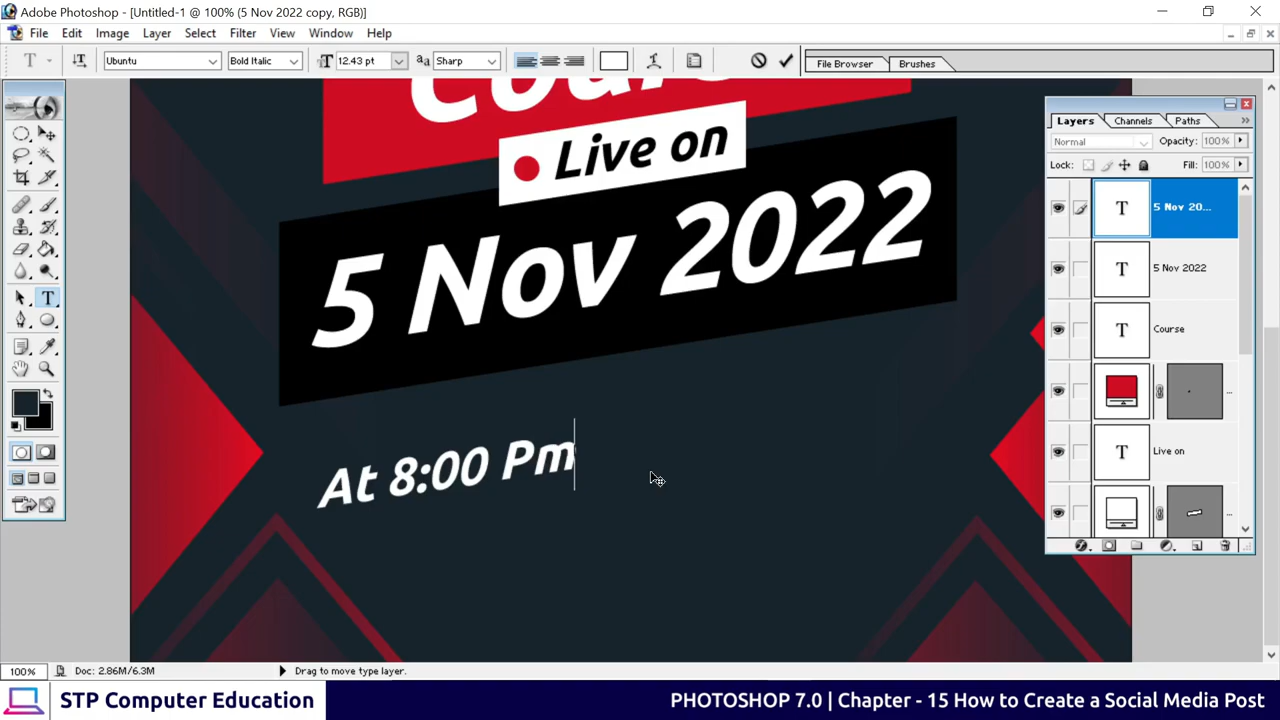 Adobe Photoshop - [Untitled-1 @ 100% (5 Nov 2022 copy, RGB)]
File Edit Image Layer Select Filter View Window Help
Ubuntu Bold Italic 12.43 pt aa Sharp File Browser Brushes
Layers Channels Paths
Normal Opacity: 100%
Lock: Fill: 100%
5 Nov 20...
5 Nov 2022
Course
Live on
Cours
Live on
5 Nov 2022
At 8:00 Pm
100% Doc: 2.86M/6.3M Drag to move type layer.
STP Computer Education PHOTOSHOP 7.0 | Chapter - 15 How to Create a Social Media Post